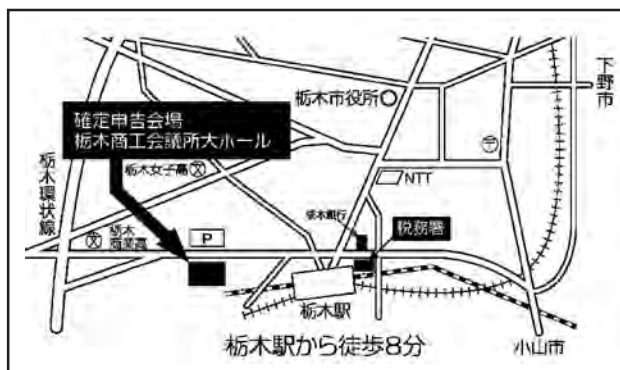 下野市
栃木市役所
確定申告会場
栃木商工会議所大ホール
栃木環状線
栃木女子高
文
〒
NTT
栃木銀行
税務署
文
栃木
商業高
P
栃木駅
栃木駅から徒歩8分
小山市